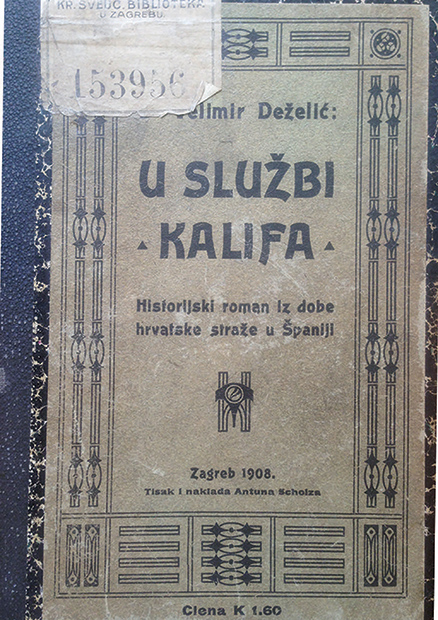 KR. SVEUČ. BIBLIOTEKA
U ZAGREBU
153956
elimir Deželić:
U SLUŽBI
KALIFA
Historijski roman iz dobe
hrvatske straže u Španiji
Zagreb 1908.
Tisak i naklada Antuna Scholza
Ciena K 1.60